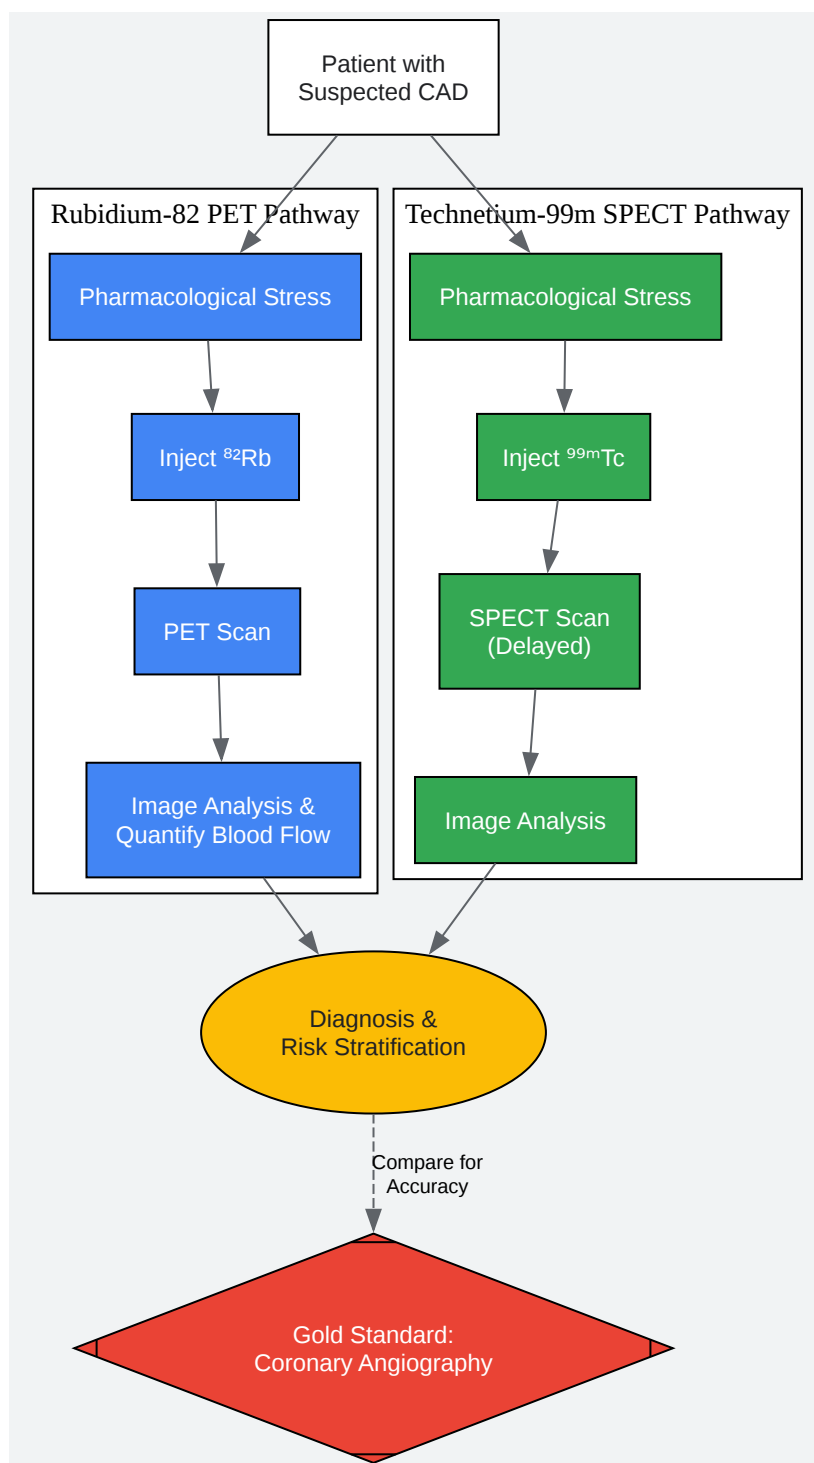 Patient with
Suspected CAD
Rubidium-82 PET Pathway
Pharmacological Stress
Inject ⁸²Rb
PET Scan
Image Analysis &
Quantify Blood Flow
Technetium-99m SPECT Pathway
Pharmacological Stress
Inject ⁹⁹ᵐTc
SPECT Scan
(Delayed)
Image Analysis
Diagnosis &
Risk Stratification
Compare for
Accuracy
Gold Standard:
Coronary Angiography